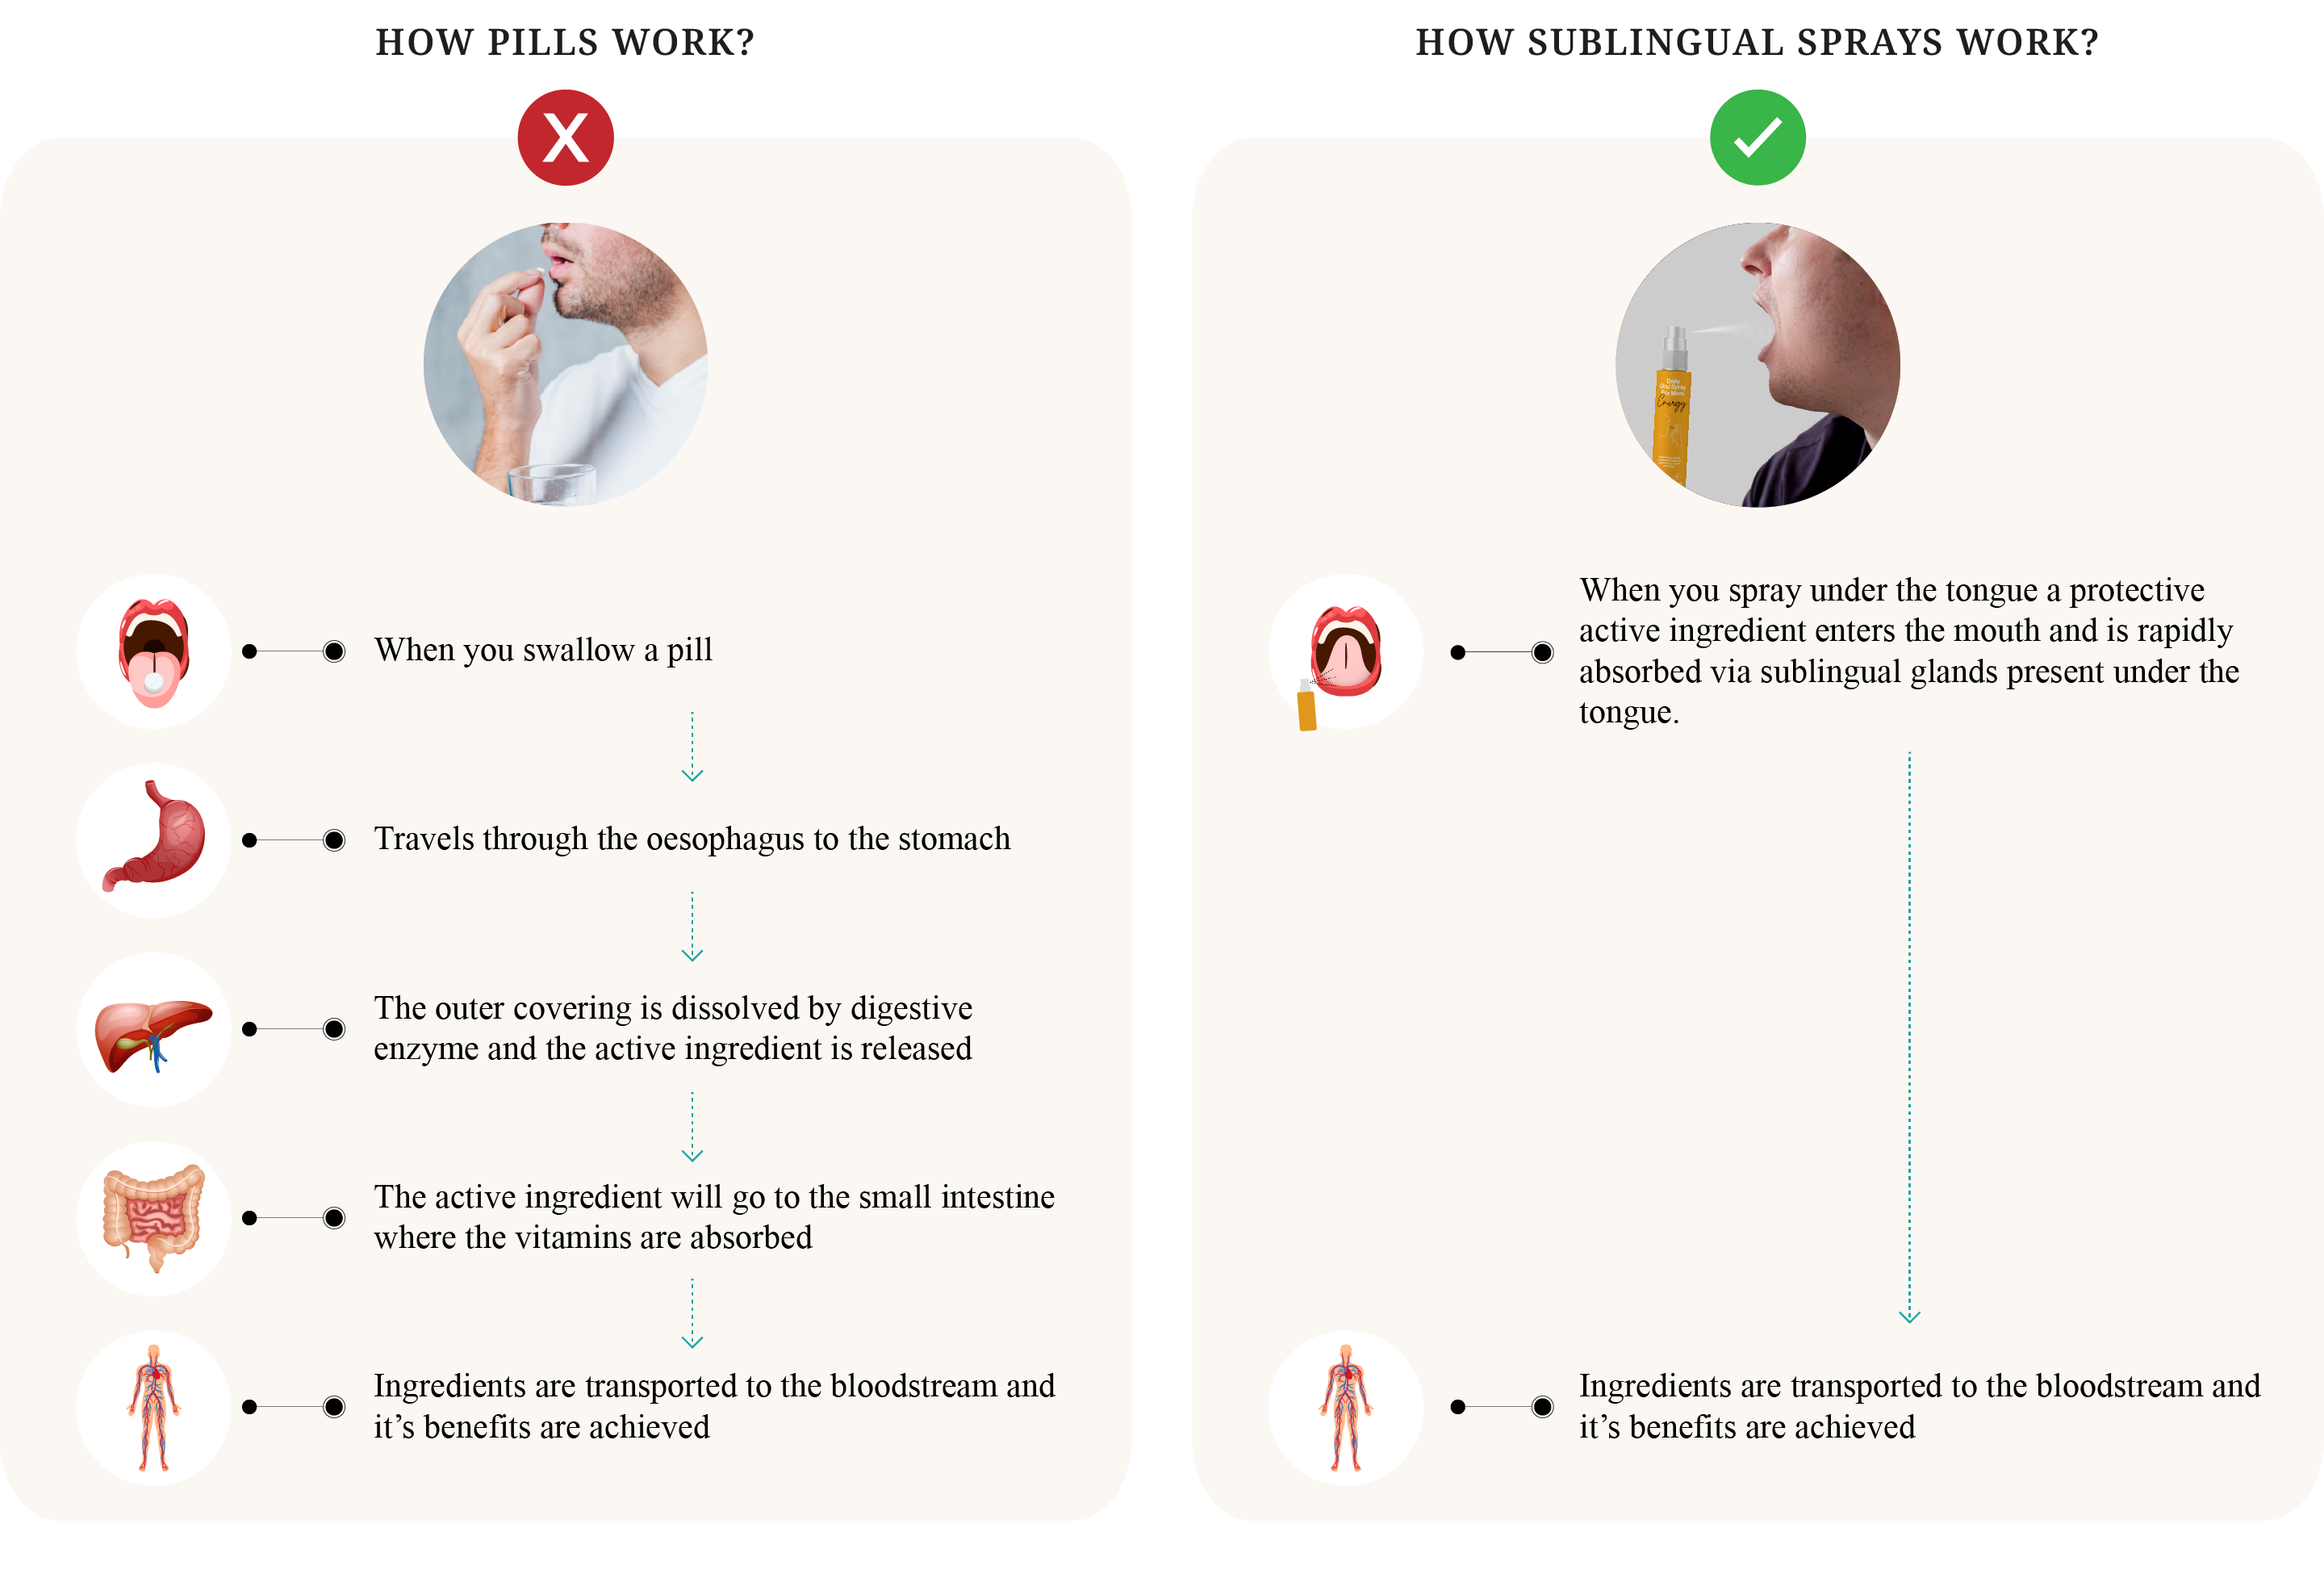 HOW PILLS WORK?
X
When you swallow a pill
Travels through the oesophagus to the stomach
The outer covering is dissolved by digestive
enzyme and the active ingredient is released
The active ingredient will go to the small intestine
where the vitamins are absorbed
Ingredients are transported to the bloodstream and
it’s benefits are achieved
HOW SUBLINGUAL SPRAYS WORK?
Daily
Energy
When you spray under the tongue a protective
active ingredient enters the mouth and is rapidly
absorbed via sublingual glands present under the
tongue.
Ingredients are transported to the bloodstream and
it’s benefits are achieved